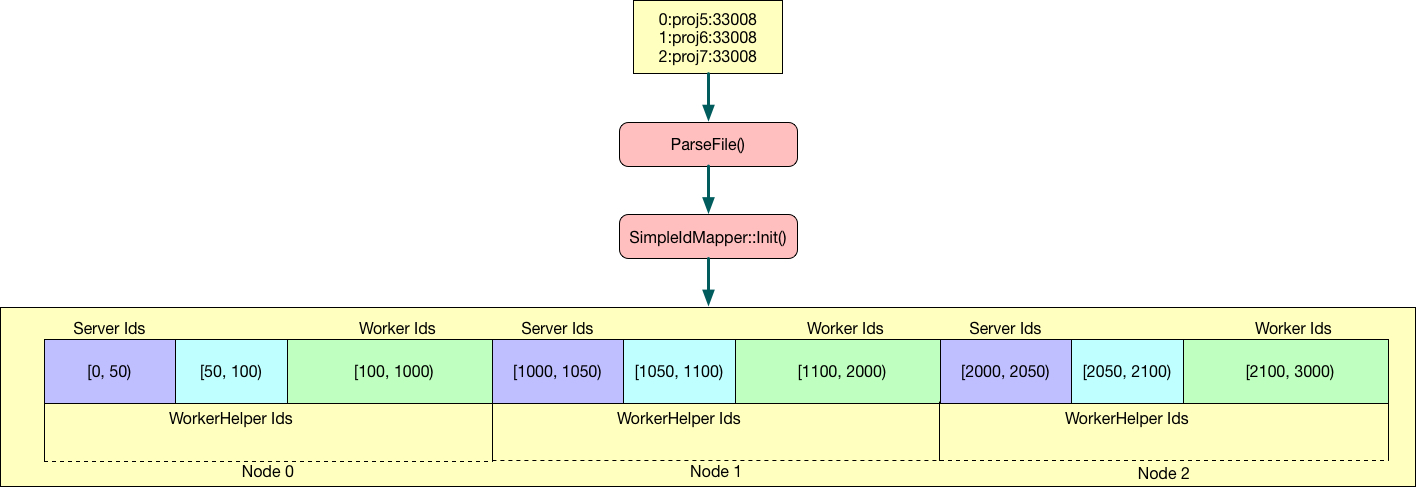 0:proj5:33008
1:proj6:33008
2:proj7:33008
ParseFile()
SimpleIdMapper::Init()
Server Ids
Worker Ids
Server Ids
Worker Ids
Server Ids
Worker Ids
[0, 50)
[50, 100)
[100, 1000)
[1000, 1050)
[1050, 1100)
[1100, 2000)
[2000, 2050)
[2050, 2100)
[2100, 3000)
WorkerHelper Ids
WorkerHelper Ids
WorkerHelper Ids
Node 0
Node 1
Node 2